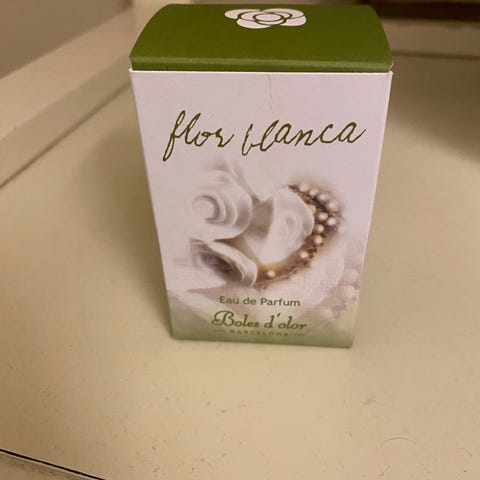 flor blanca
Eau de Parfum
Boles d'olor
BARCELONA